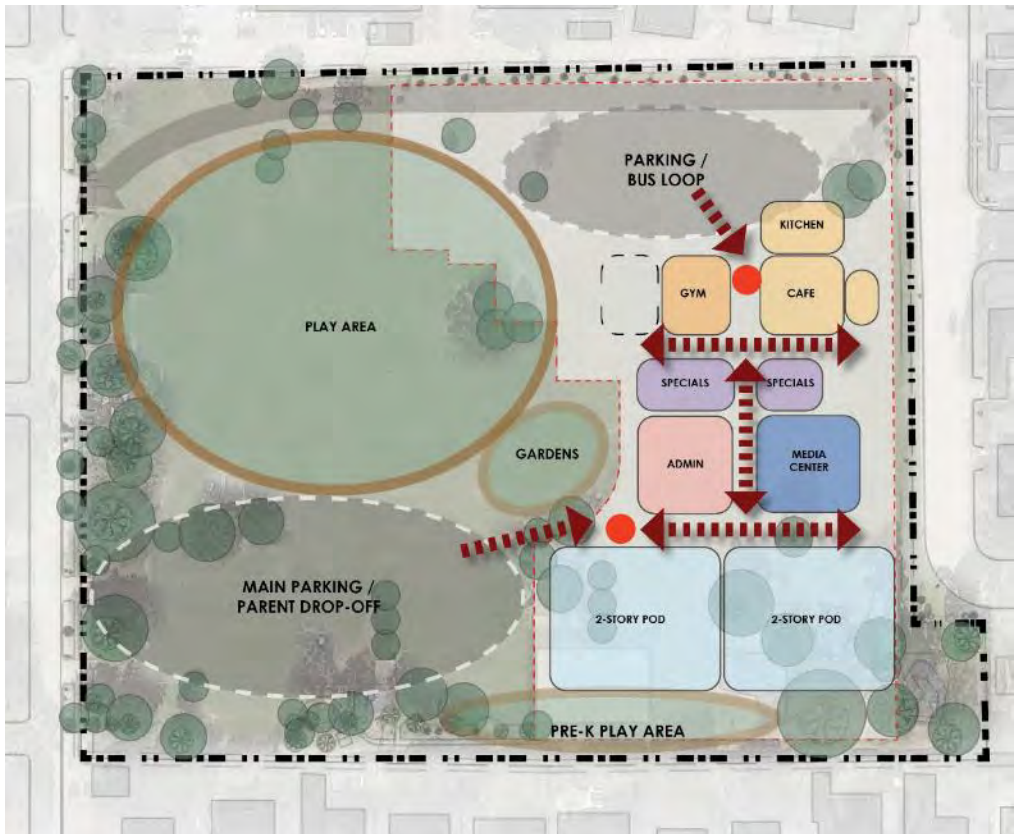 PARKING /
BUS LOOP
KITCHEN
GYM
CAFE
PLAY AREA
SPECIALS
SPECIALS
GARDENS
ADMIN
MEDIA
CENTER
MAIN PARKING /
PARENT DROP-OFF
2-STORY POD
2-STORY POD
PRE-K PLAY AREA